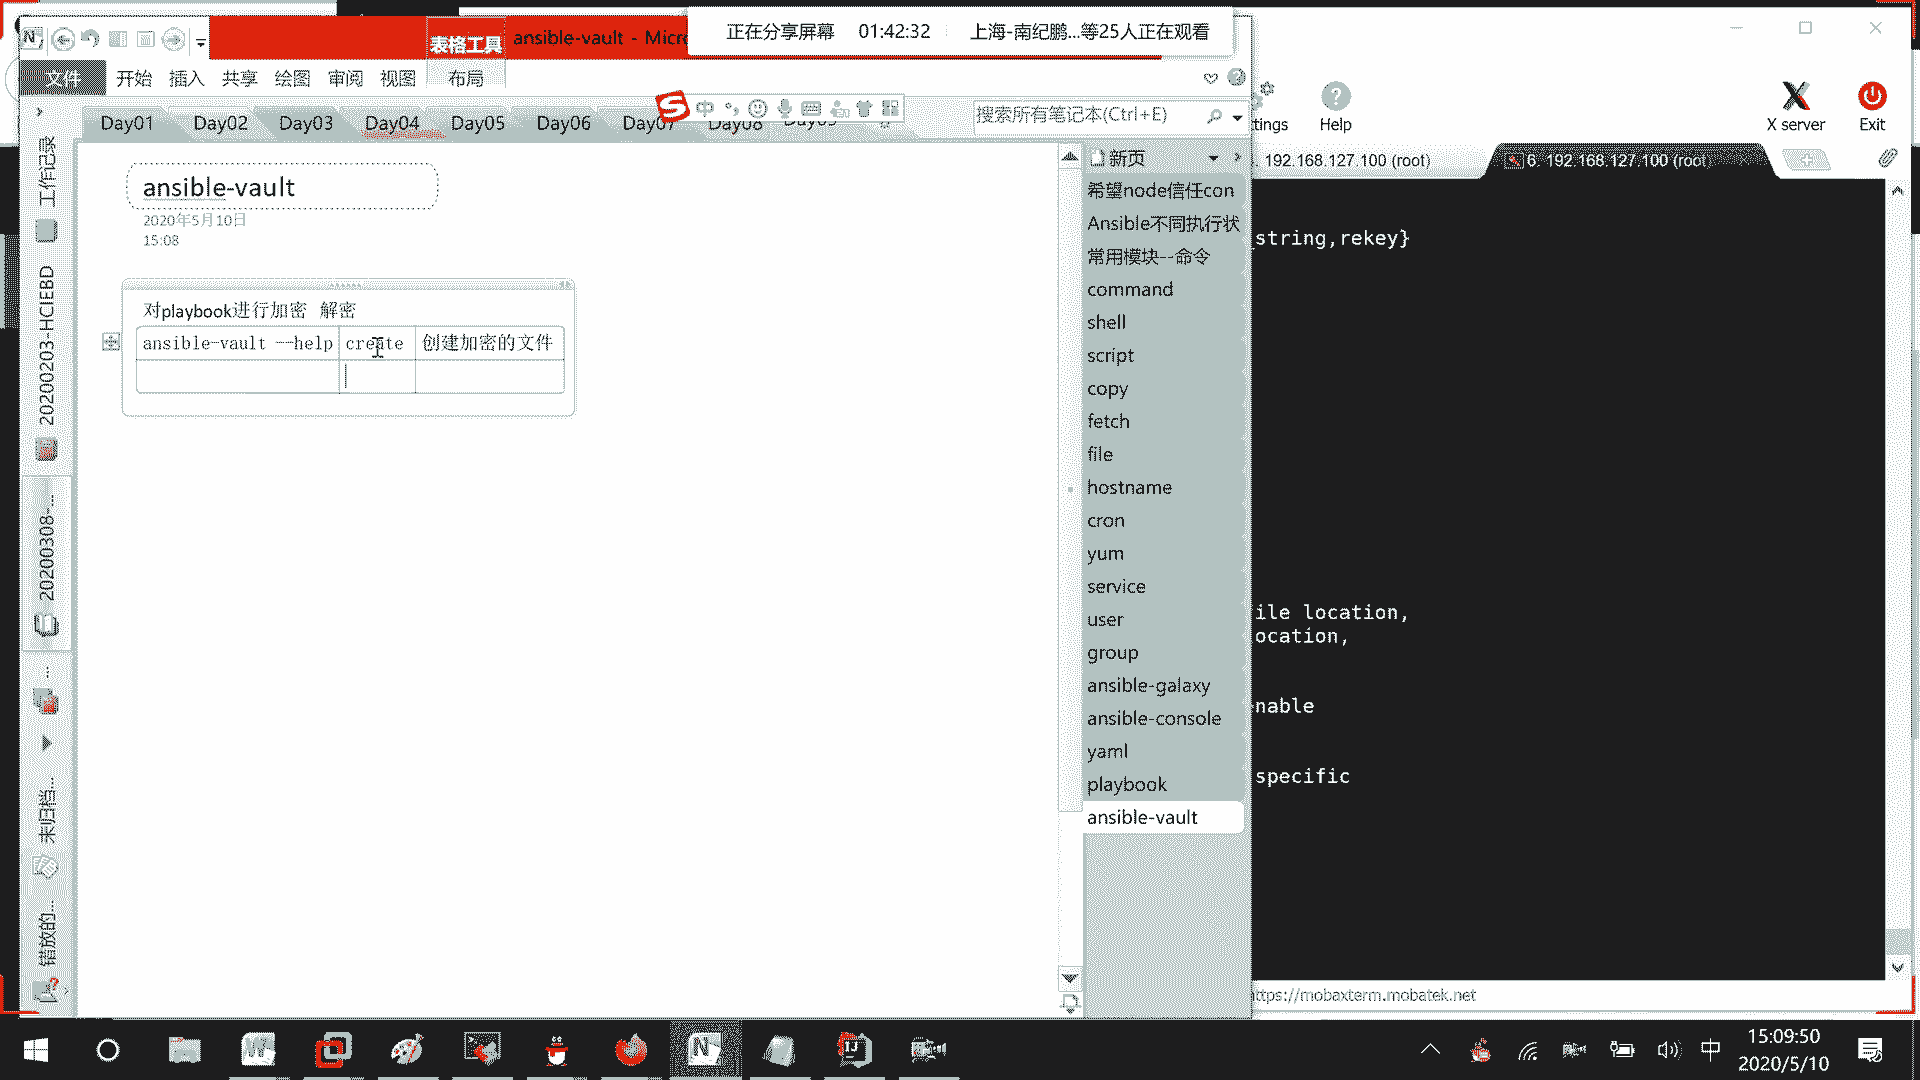 正在分享屏幕 01:42:32 上海-南纪鹏...等25人正在观看
表格工具 ansible-vault - Micr
文件 开始 插入 共享 绘图 审阅 视图 布局
Day01 Day02 Day03 Day04 Day05 Day06 Day07 Day08
中
搜索所有笔记本(Ctrl+E)
tings Help X server Exit
. 192.168.127.100 (root) 6. 192.168.127.100 (root)
工作记录
20200203-HCIEBD
20200308-...
...
未归档...
错放的...
ansible-vault
2020年5月10日
15:08
对playbook进行加密 解密
ansible-vault --help create 创建加密的文件
新页
希望node信任con
Ansible不同执行状
常用模块--命令
command
shell
script
copy
fetch
file
hostname
cron
yum
service
user
group
ansible-galaxy
ansible-console
yaml
playbook
ansible-vault
string,rekey}
ile location,
ocation,
nable
specific
ttps://mobaxterm.mobatek.net
中
15:09:50
2020/5/10